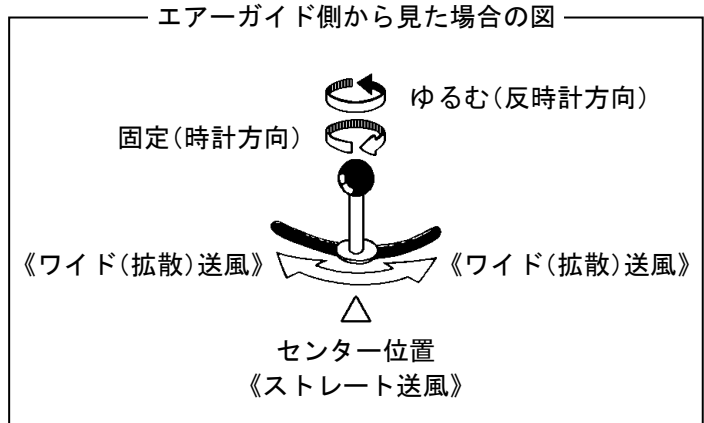 エアーガイド側から見た場合の図
ゆるむ(反時計方向)
固定(時計方向)
《ワイド(拡散)送風》
《ワイド(拡散)送風》
センター位置
《ストレート送風》